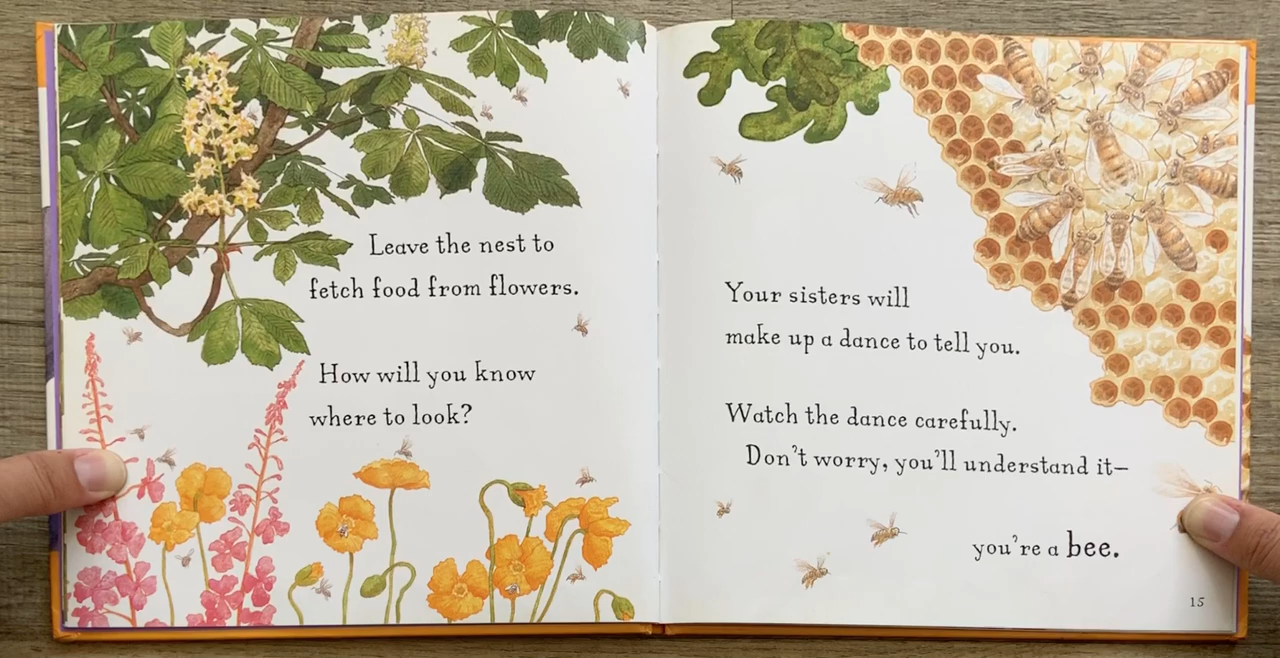 Leave the nest to
fetch food from flowers.
How will you know
where to look?
Your sisters will
make up a dance to tell you.
Watch the dance carefully.
Don't worry, you'll understand it—
you're a bee.
15